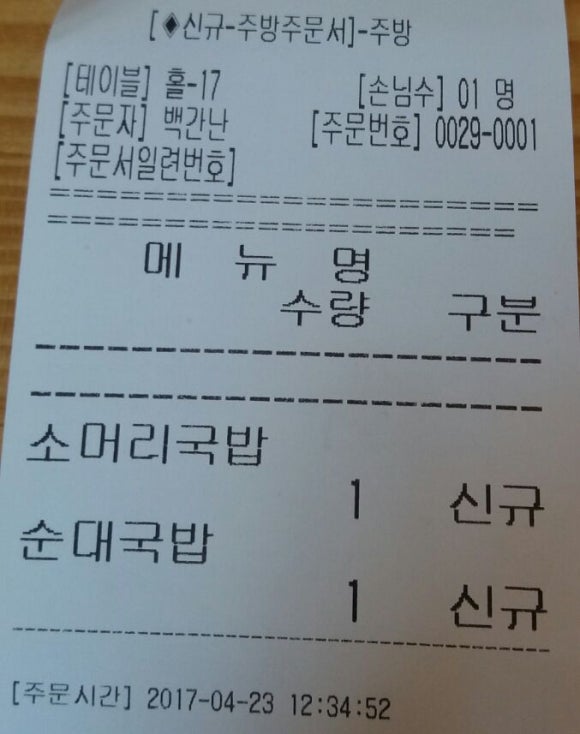 [◆신규-주방주문서]-주방
[테이블] 홀-17 [손님수] 01 명
[주문자] 백간난 [주문번호] 0029-0001
[주문서일련번호]
메 뉴 명
수량 구분
소머리국밥
1 신규
순대국밥
1 신규
[주문시간] 2017-04-23 12:34:52